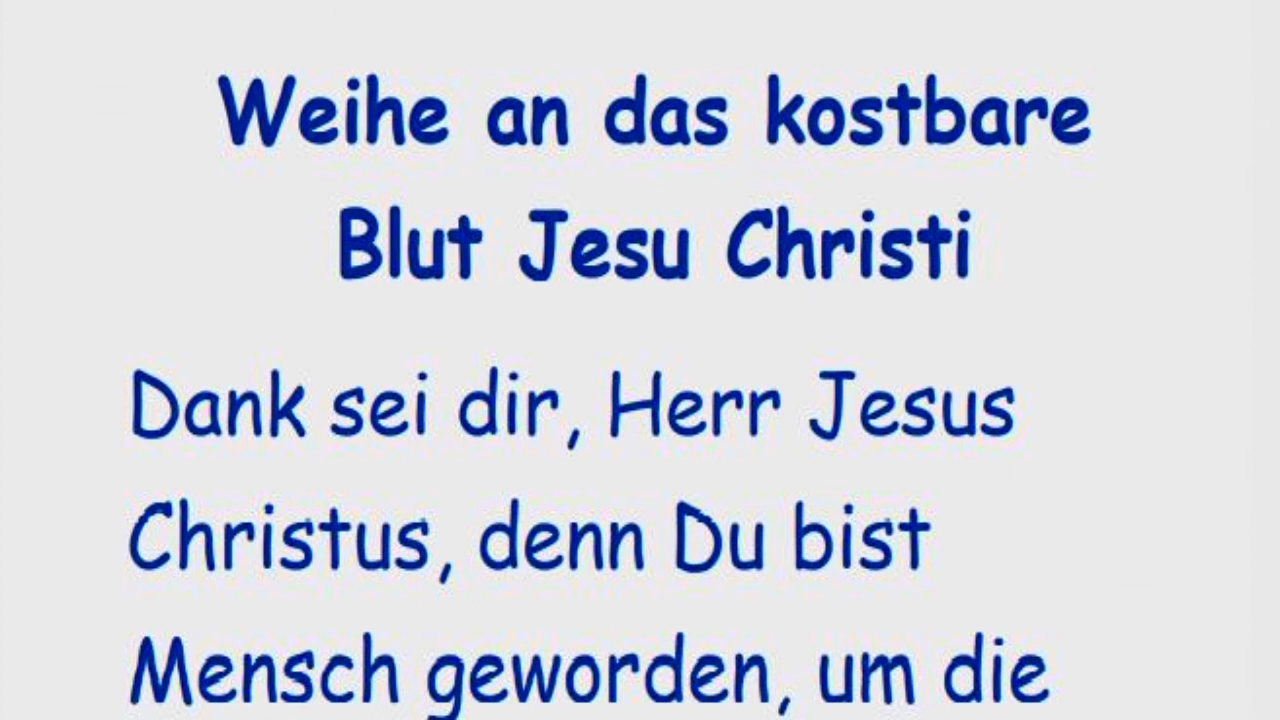 Weihe an das kostbare
Blut Jesu Christi
Dank sei dir, Herr Jesus
Christus, denn Du bist
Mensch geworden, um die